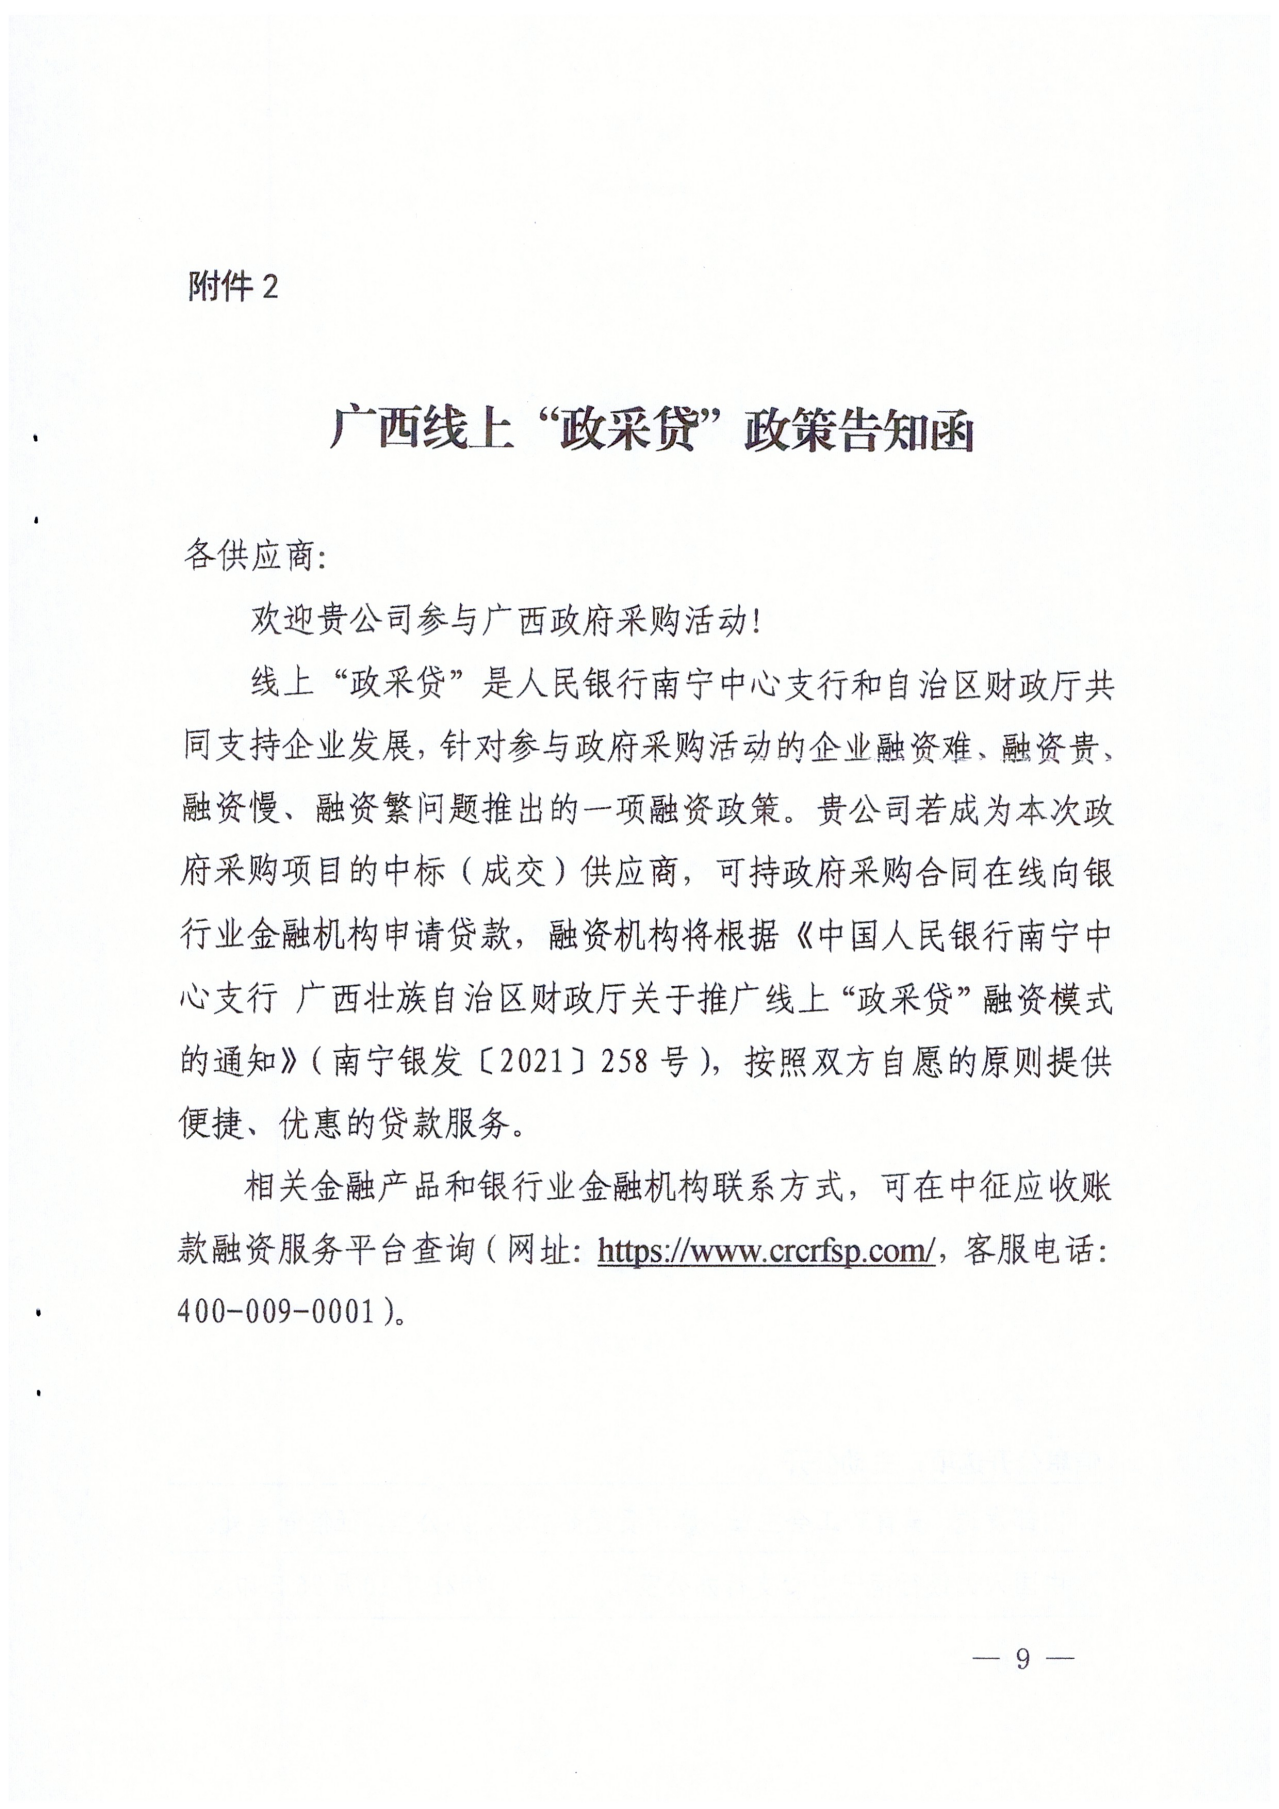 附件 2
广西线上“政采贷”政策告知函
各供应商:
欢迎贵公司参与广西政府采购活动!
线上“政采贷”是人民银行南宁中心支行和自治区财政厅共
同支持企业发展,针对参与政府采购活动的企业融资难、融资贵、
融资慢、融资繁问题推出的一项融资政策。贵公司若成为本次政
府采购项目的中标(成交)供应商,可持政府采购合同在线向银
行业金融机构申请贷款,融资机构将根据《中国人民银行南宁中
心支行 广西壮族自治区财政厅关于推广线上“政采贷”融资模式
的通知》(南宁银发〔2021〕258 号),按照双方自愿的原则提供
便捷、优惠的贷款服务。
相关金融产品和银行业金融机构联系方式,可在中征应收账
款融资服务平台查询(网址: https://www.crcrfsp.com/,客服电话:
400-009-0001)。
— 9 —